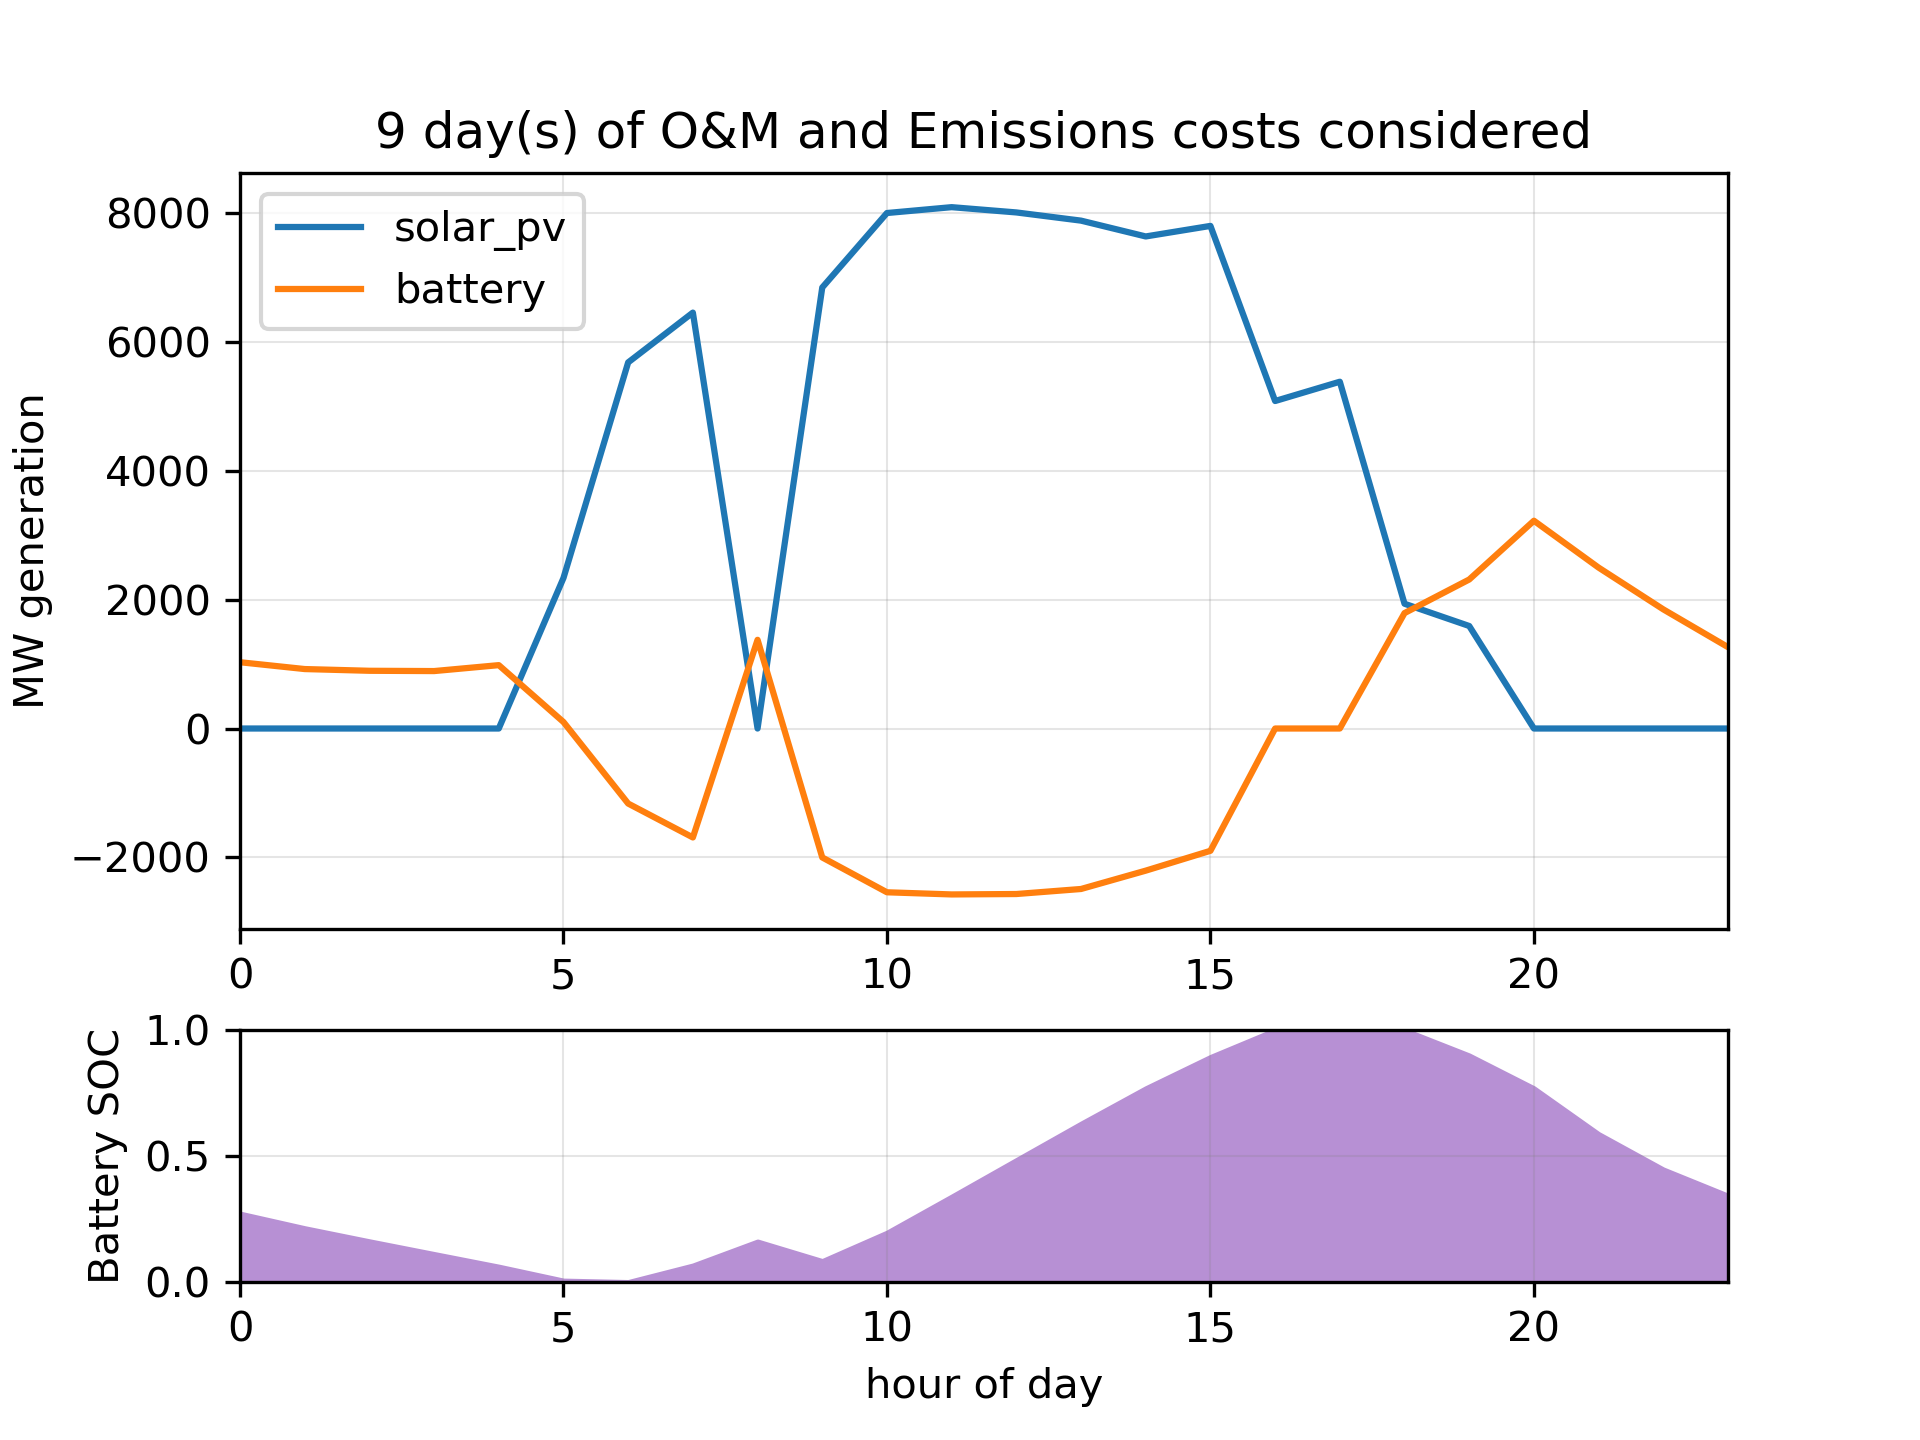 9 day(s) of O&M and Emissions costs considered
solar_pv
battery
MW generation
8000
6000
4000
2000
0
−2000
0 5 10 15 20
Battery SOC
1.0
0.5
0.0
0 5 10 15 20
hour of day